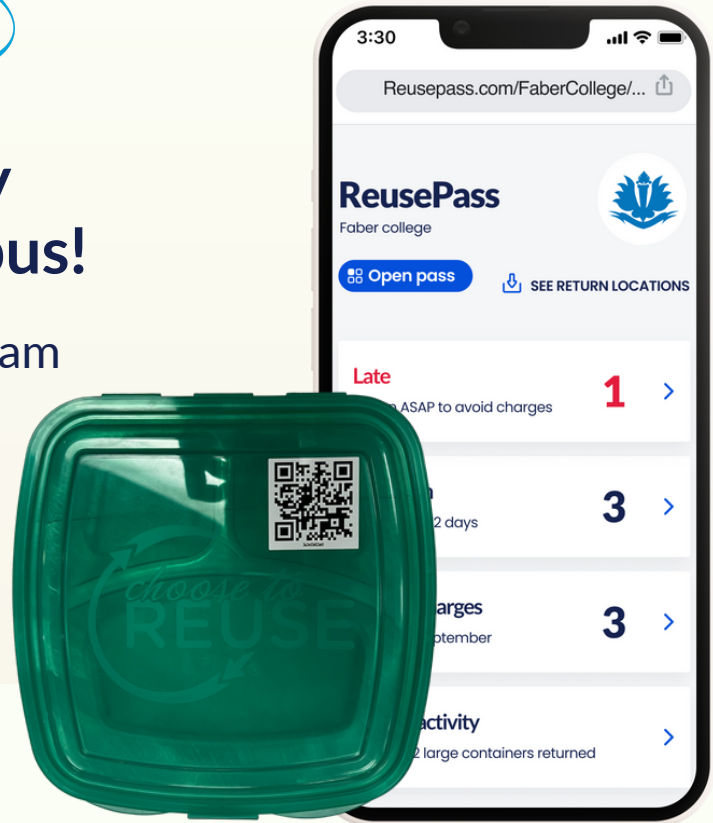 y
ous!
am
3:30
Reusepass.com/FaberCollege/...
ReusePass
Faber college
Open pass
SEE RETURN LOCATIONS
Late
1
ASAP to avoid charges
3
2 days
arges
3
ptember
activity
2 large containers returned
choose to
REUSE